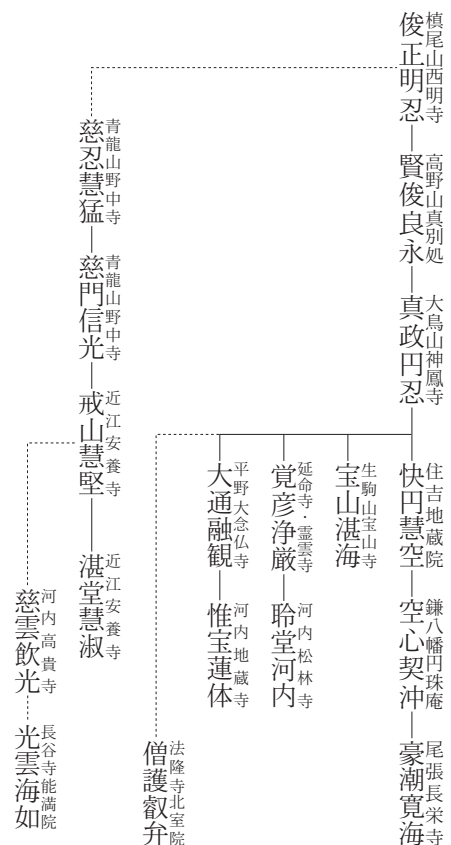 槙尾山西明寺
俊正明忍
高野山真別処
賢俊良永
大鳥山神鳳寺
真政円忍
住吉地蔵院
快円慧空
鎌八幡円珠庵
空心契沖
尾張長栄寺
豪潮寛海
生駒山宝山寺
宝山湛海
延命寺・霊雲寺
覚彦浄厳
河内松林寺
聆堂河内
平野大念仏寺
大通融観
河内地蔵寺
惟宝蓮体
法隆寺北室院
僧護叡弁
青龍山野中寺
慈忍慧猛
青龍山野中寺
慈門信光
近江安養寺
戒山慧堅
近江安養寺
湛堂慧淑
河内高貴寺
慈雲飲光
長谷寺能満院
光雲海如